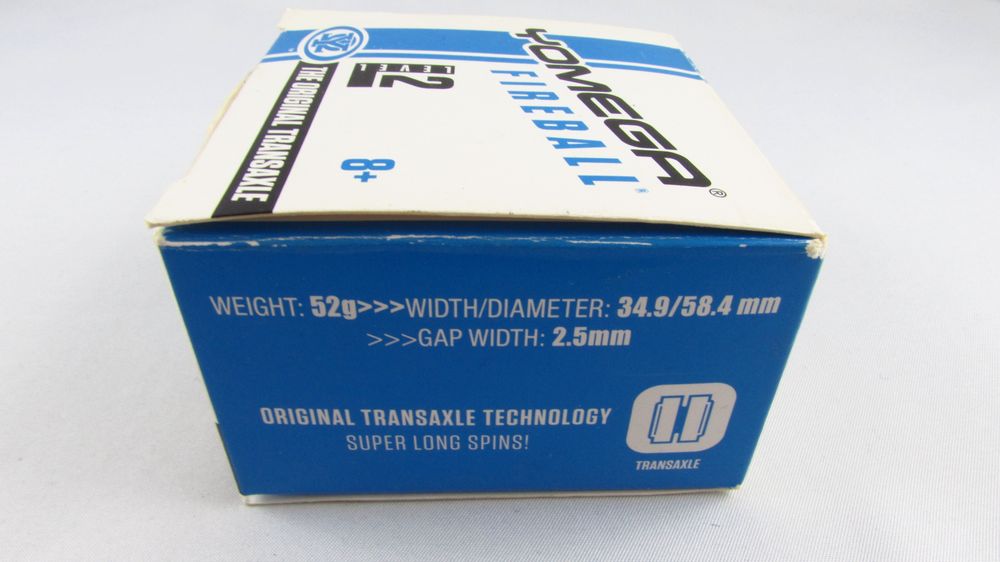 YOMEGA®
FIREBALL
LEVEL 2
8+
THE ORIGINAL TRANSAXLE
WEIGHT: 52g>>>WIDTH/DIAMETER: 34.9/58.4 mm
>>>GAP WIDTH: 2.5mm
ORIGINAL TRANSAXLE TECHNOLOGY
SUPER LONG SPINS!
TRANSAXLE